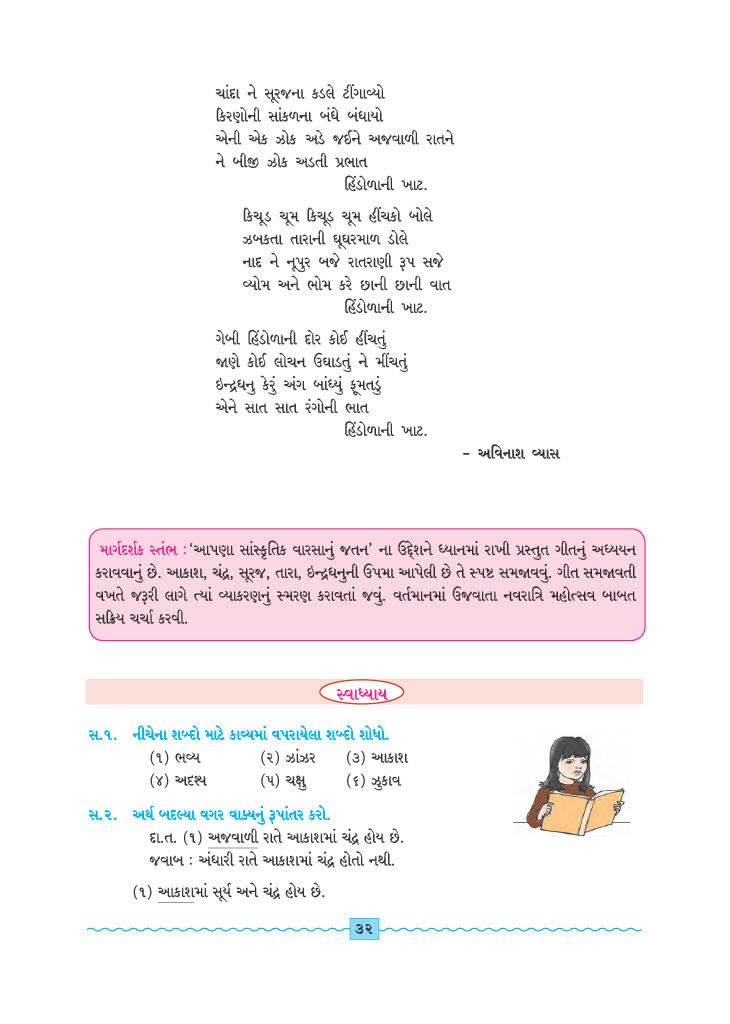 ચાંદા ને સૂરજના કડલે ટીંગાવ્યો
કિરણોની સાંકળના બંધે બંધાયો
એની એક ઝોક અડે જઈને અજવાળી રાતને
ને બીજી ઝોક અડતી પ્રભાત
હિંડોળાની ખાટ.
કિચૂડ ચૂમ કિચૂડ ચૂમ હીંચકો બોલે
ઝબકતા તારાની ઘૂઘરમાળ ડોલે
નાદ ને નૂપુર બજે રાતરાણી રૂપ સજે
વ્યોમ અને ભોમ કરે છાની છાની વાત
હિંડોળાની ખાટ.
ગેબી હિંડોળાની દોર કોઈ હીંચતું
જાણે કોઈ લોચન ઉઘાડતું ને મીંચતું
ઇન્દ્રધનુ કેરું અંગ બાંધ્યું ફૂમતડું
એને સાત સાત રંગોની ભાત
હિંડોળાની ખાટ.
– અવિનાશ વ્યાસ
માર્ગદર્શક સ્તંભ : ‘આપણા સાંસ્કૃતિક વારસાનું જતન’ ના ઉદ્દેશને ધ્યાનમાં રાખી પ્રસ્તુત ગીતનું અધ્યયન
કરાવવાનું છે. આકાશ, ચંદ્ર, સૂરજ, તારા, ઇન્દ્રધનુની ઉપમા આપેલી છે તે સ્પષ્ટ સમજાવવું. ગીત સમજાવતી
વખતે જરૂરી લાગે ત્યાં વ્યાકરણનું સ્મરણ કરાવતાં જવું. વર્તમાનમાં ઉજવાતા નવરાત્રિ મહોત્સવ બાબત
સક્રિય ચર્ચા કરવી.
સ્વાધ્યાય
સ.૧. નીચેના શબ્દો માટે કાવ્યમાં વપરાયેલા શબ્દો શોધો.
(૧) ભવ્ય (૨) ઝાંઝર (૩) આકાશ
(૪) અદશ્ય (૫) ચક્ષુ (૬) ઝુકાવ
સ.૨. અર્થ બદલ્યા વગર વાક્યનું રૂપાંતર કરો.
દા.ત. (૧) અજવાળી રાતે આકાશમાં ચંદ્ર હોય છે.
જવાબ : અંધારી રાતે આકાશમાં ચંદ્ર હોતો નથી.
(૧) આકાશમાં સૂર્ય અને ચંદ્ર હોય છે.
૩૨